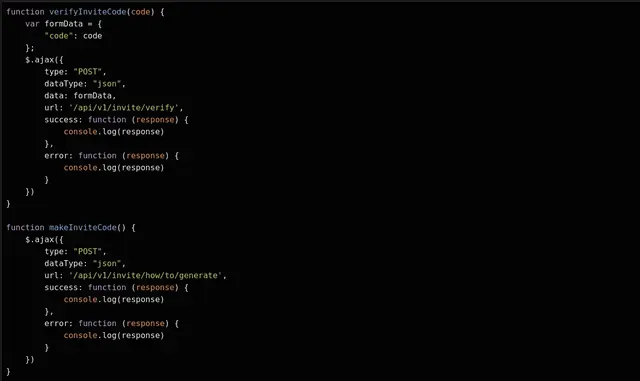 function verifyInviteCode(code) {
    var formData = {
        "code": code
    };
    $.ajax({
        type: "POST",
        dataType: "json",
        data: formData,
        url: '/api/v1/invite/verify',
        success: function (response) {
            console.log(response)
        },
        error: function (response) {
            console.log(response)
        }
    })
}

function makeInviteCode() {
    $.ajax({
        type: "POST",
        dataType: "json",
        url: '/api/v1/invite/how/to/generate',
        success: function (response) {
            console.log(response)
        },
        error: function (response) {
            console.log(response)
        }
    })
}